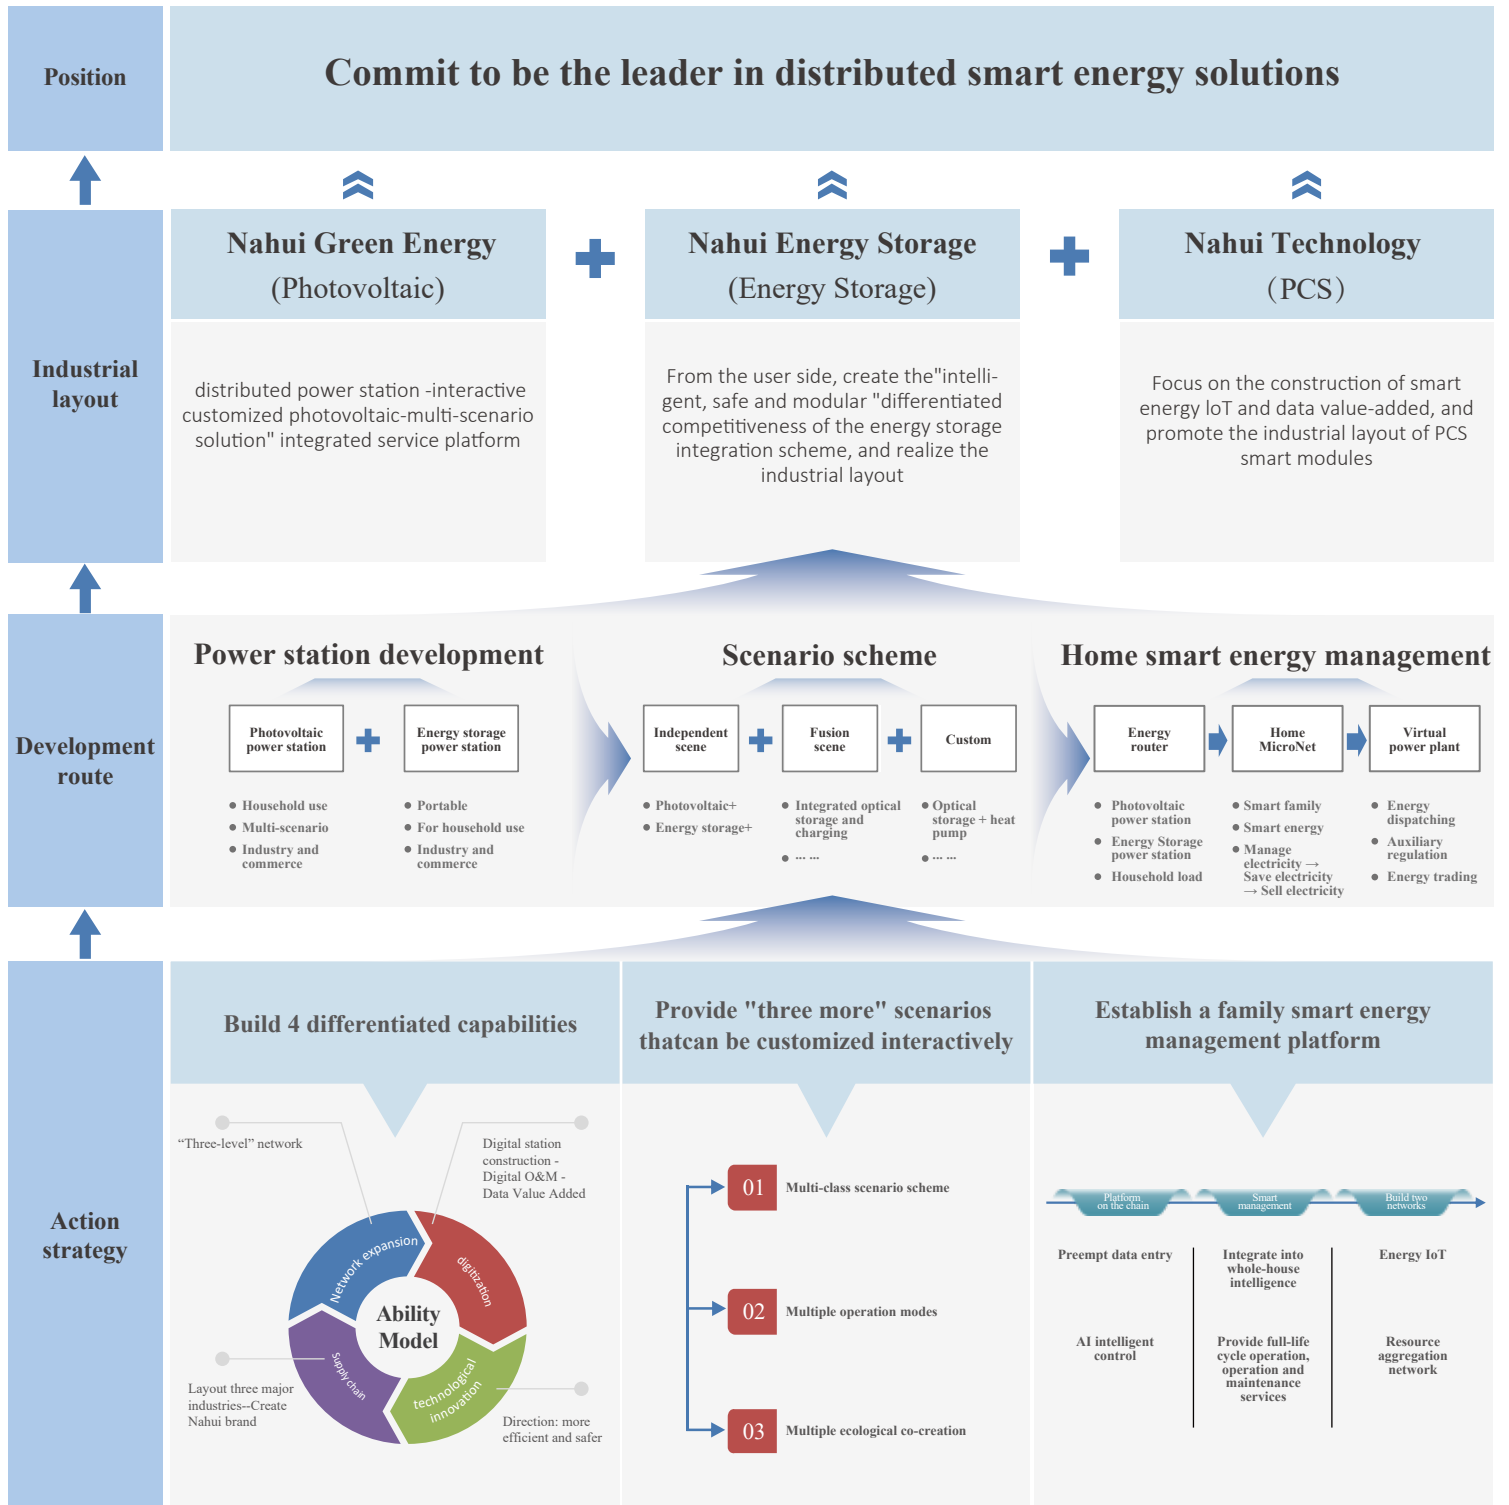 Position
Commit to be the leader in distributed smart energy solutions
Industrial
layout
Nahui Green Energy
(Photovoltaic)
distributed power station -interactive
customized photovoltaic-multi-scenario
solution" integrated service platform
Nahui Energy Storage
(Energy Storage)
From the user side, create the"intelli-
gent, safe and modular "differentiated
competitiveness of the energy storage
integration scheme, and realize the
industrial layout
Nahui Technology
(PCS)
Focus on the construction of smart
energy loT and data value-added, and
promote the industrial layout of PCS
smart modules
Development
route
Power station development
Photovoltaic
power station
Energy storage
power station
Household use
Multi-scenario
Industry and
commerce
Portable
For household use
Industry and
commerce
Scenario scheme
Independent
scene
Fusion
scene
Custom
Photovoltaic+
Energy storage+
Integrated optical
storage and
charging
... ...
Optical
storage + heat
pump
... ...
Home smart energy management
Energy
router
Home
MicroNet
Virtual
power plant
Photovoltaic
power station
Energy Storage
power station
Household load
Smart family
Smart energy
Manage
electricity →
Save electricity
→ Sell electricity
Energy
dispatching
Auxiliary
regulation
Energy trading
Action
strategy
Build 4 differentiated capabilities
“Three-level” network
Digital station
construction -
Digital O&M -
Data Value Added
Network expansion
digitization
Ability
Model
Supply chain
technological
innovation
Layout three major
industries--Create
Nahui brand
Direction: more
efficient and safer
Provide "three more" scenarios
thatcan be customized interactively
01
Multi-class scenario scheme
02
Multiple operation modes
03
Multiple ecological co-creation
Establish a family smart energy
management platform
Platform
on the chain
Smart
management
Build two
networks
Preempt data entry
Integrate into
whole-house
intelligence
Energy IoT
AI intelligent
control
Provide full-life
cycle operation,
operation and
maintenance
services
Resource
aggregation
network